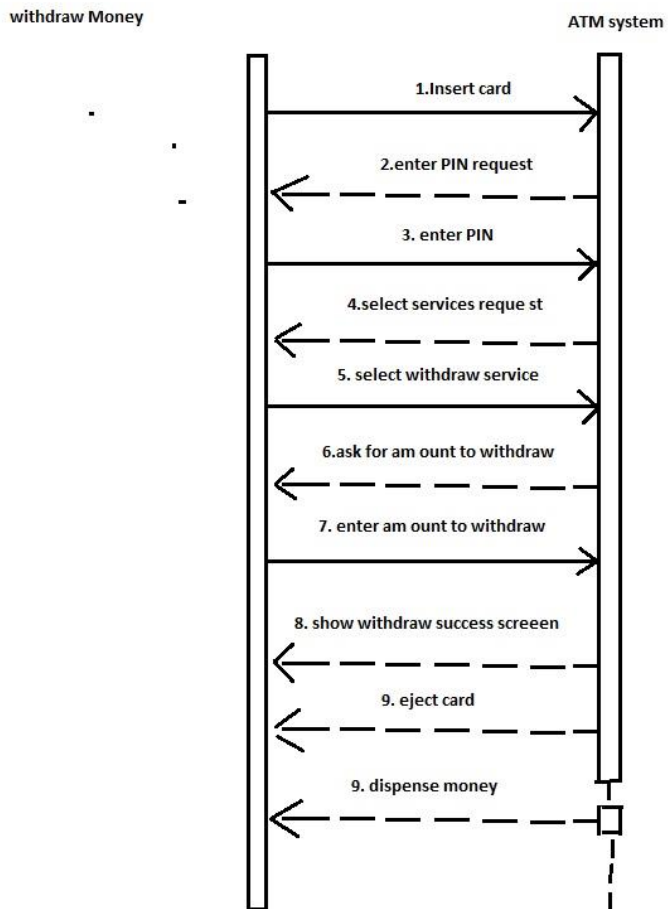 withdraw Money
ATM system
1.Insert card
2.enter PIN request
3. enter PIN
4.select services reque st
5. select withdraw service
6.ask for am ount to withdraw
7. enter am ount to withdraw
8. show withdraw success screeen
9. eject card
9. dispense money